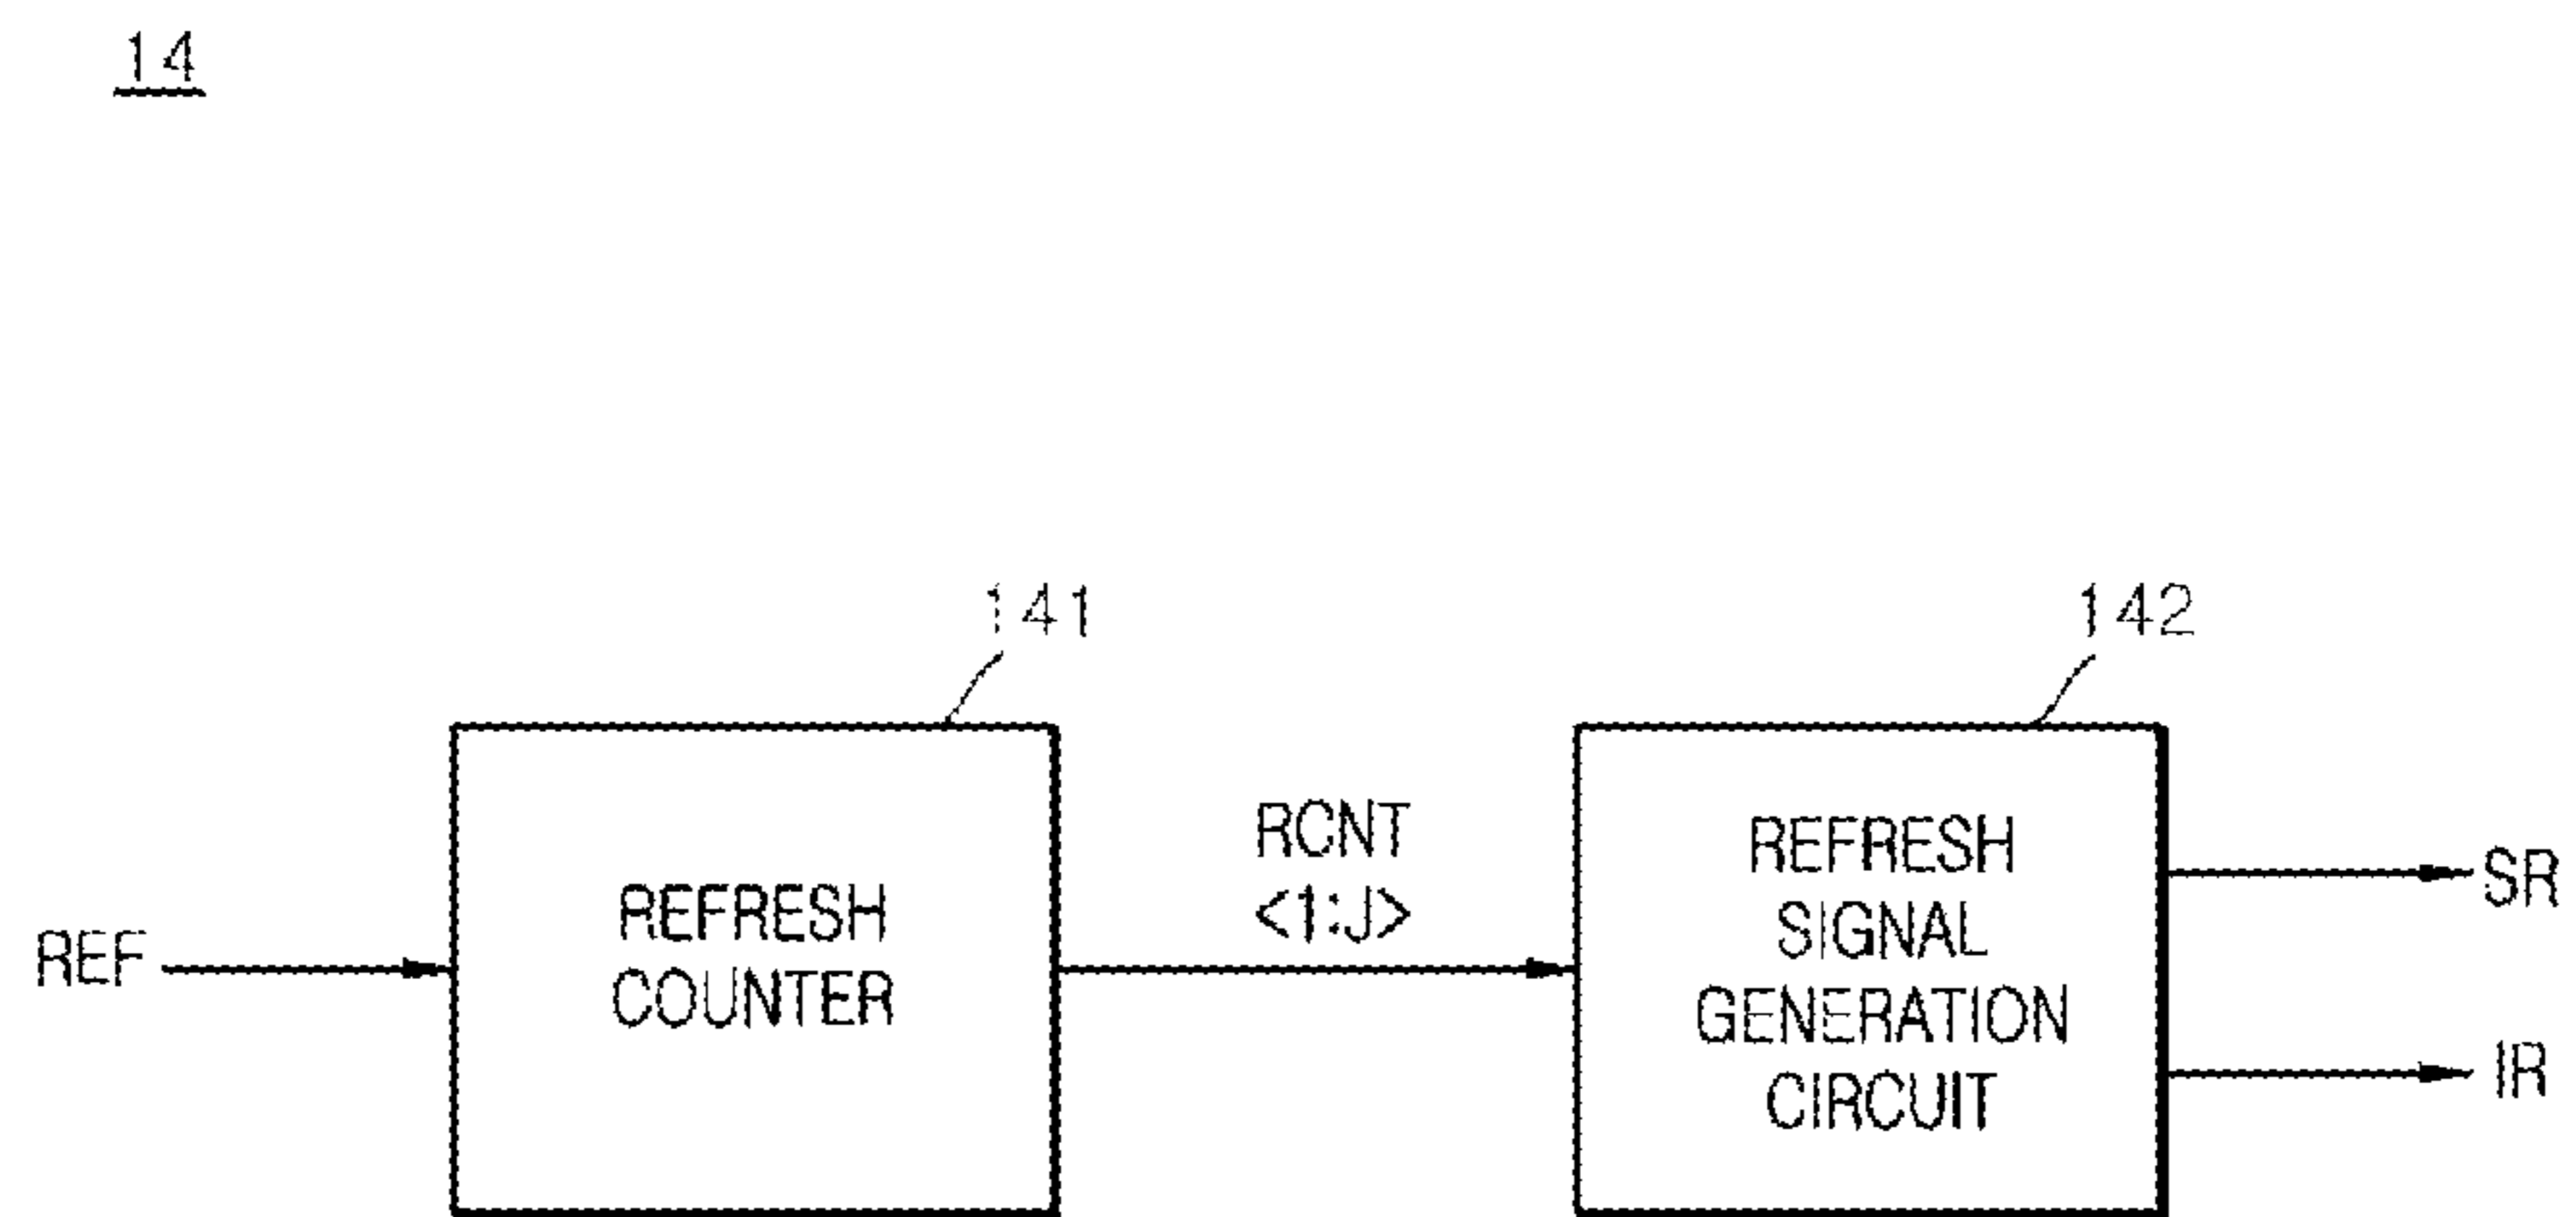 14
141
142
REF
REFRESH
COUNTER
RCNT
<1:J>
REFRESH
SIGNAL
GENERATION
CIRCUIT
SR
IR